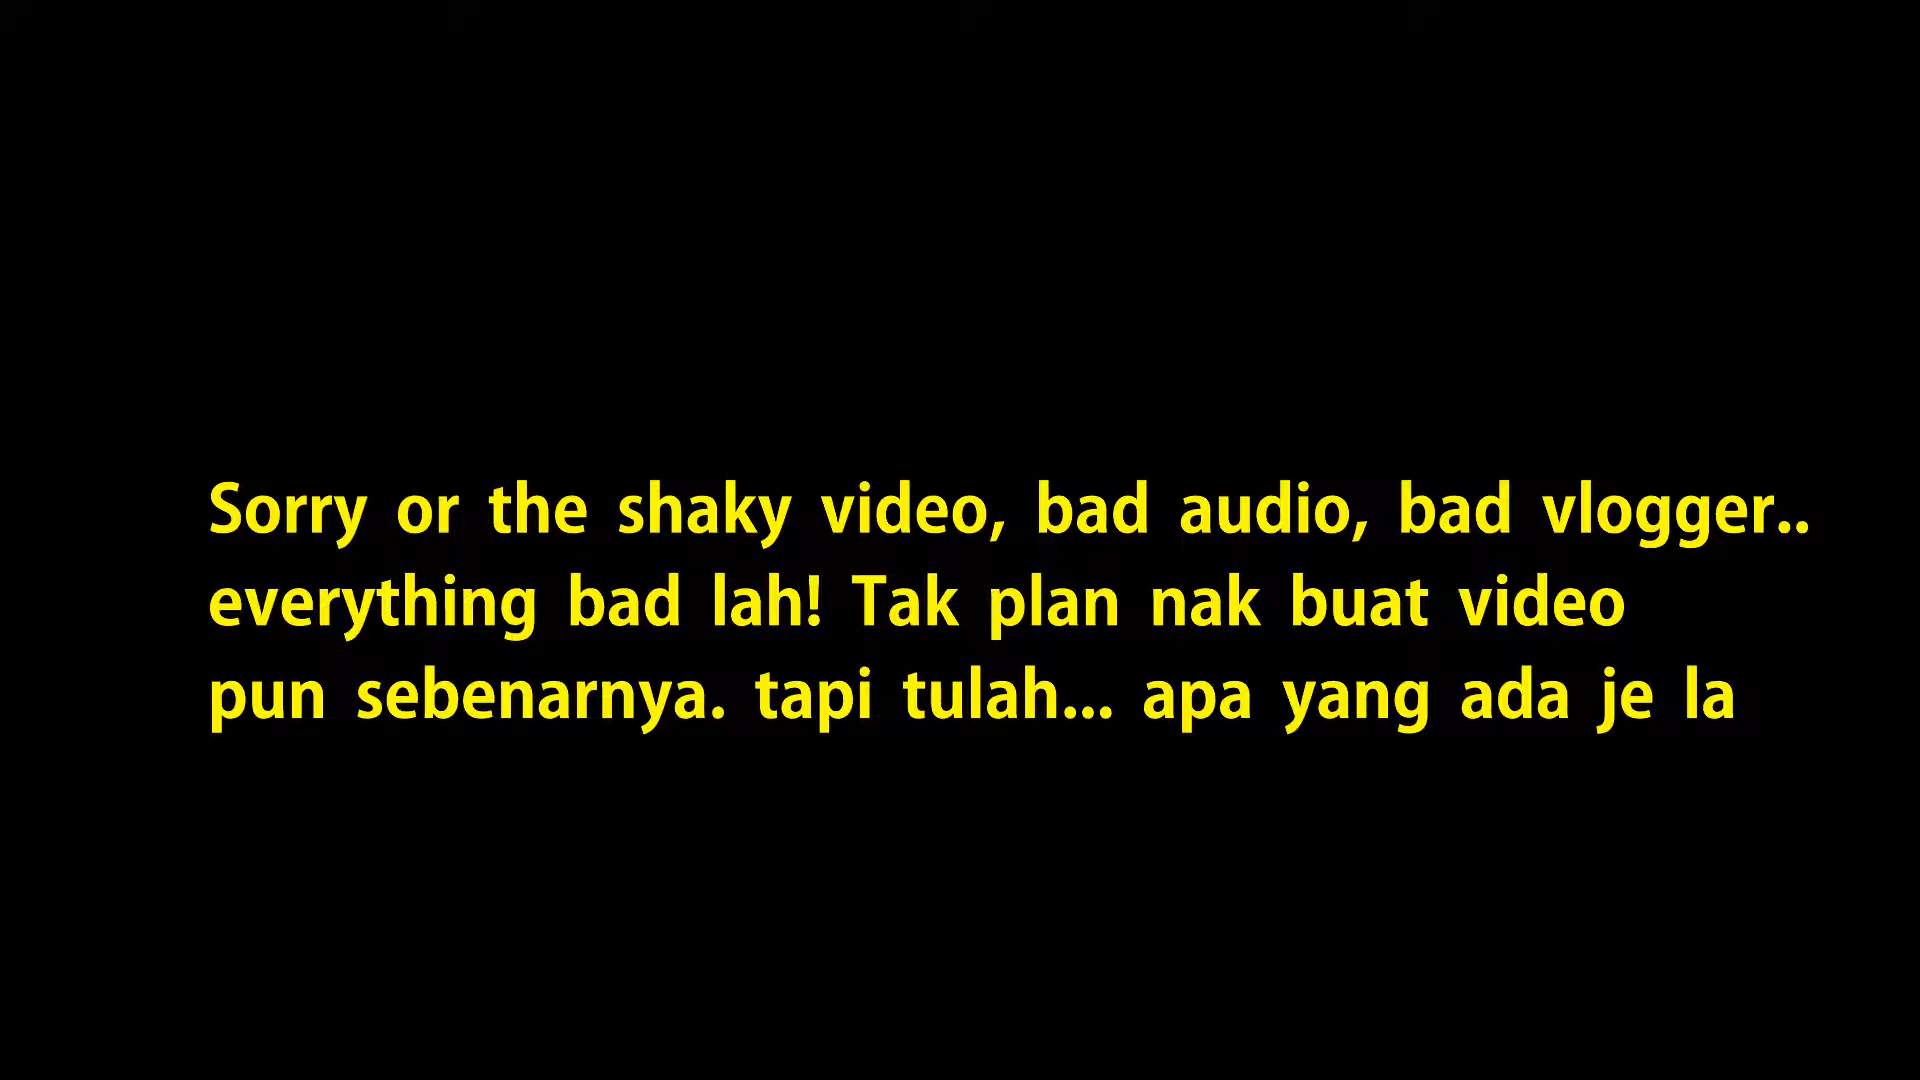 Sorry or the shaky video, bad audio, bad vlogger..
everything bad lah! Tak plan nak buat video
pun sebenarnya. tapi tulah... apa yang ada je la